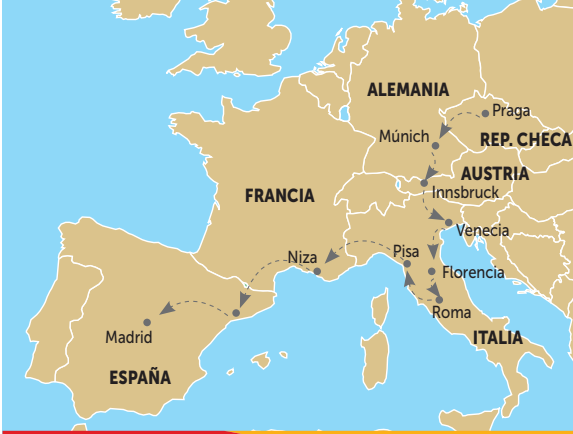 ALEMANIA
Praga
Múnich
REP. CHECA
AUSTRIA
Innsbruck
FRANCIA
Venecia
Pisa
Niza
Florencia
Roma
Madrid
ITALIA
ESPAÑA